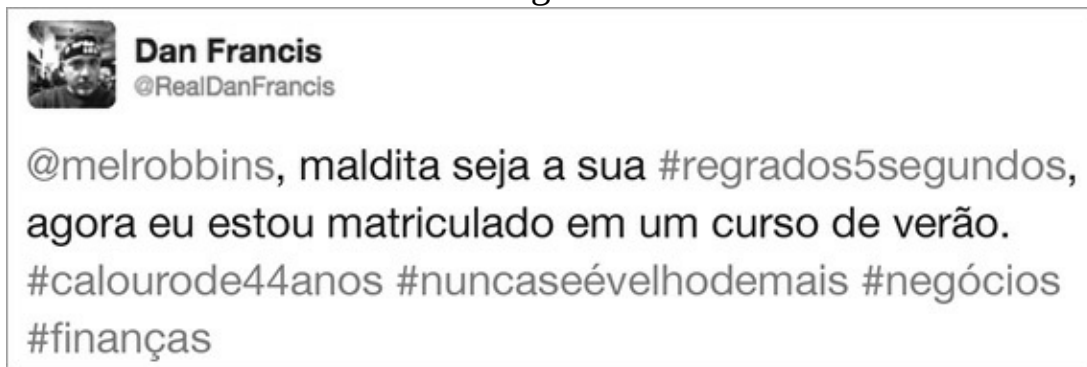 Dan Francis
@RealDanFrancis
@melrobbins, maldita seja a sua #regrados5segundos,
agora eu estou matriculado em um curso de verão.
#calourode44anos #nuncaseévelhodemais #negócios
#finanças